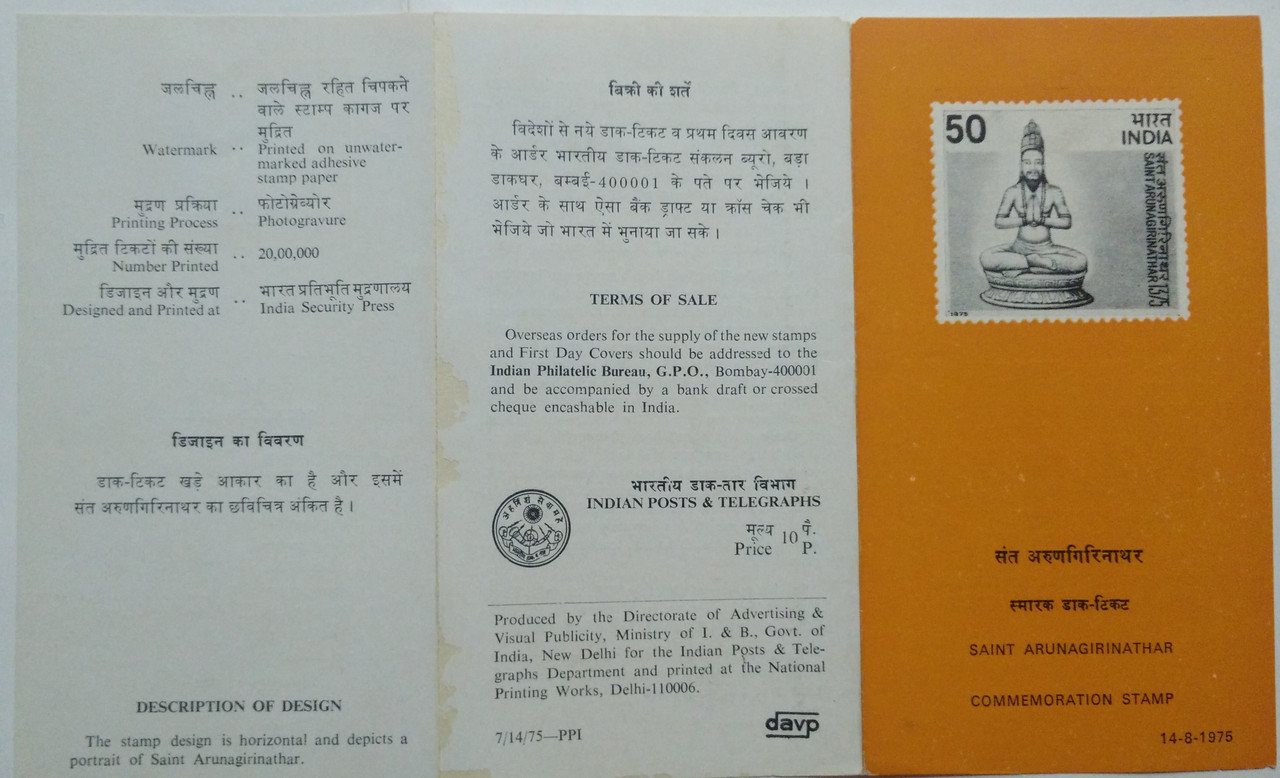 जलचिह्न .. जलचिह्न रहित चिपकने
वाले स्टाम्प कागज पर
मुद्रित
Watermark .. Printed on unwater-
marked adhesive
stamp paper
मुद्रण प्रक्रिया .. फोटोग्रेव्योर
Printing Process Photogravure
मुद्रित टिकटों की संख्या .. 20,00,000
Number Printed
डिजाइन और मुद्रण .. भारत प्रतिभूति मुद्रणालय
Designed and Printed at India Security Press
डिजाइन का विवरण
डाक-टिकट खड़े आकार का है और इसमें
संत अरुणगिरिनाथर का छविचित्र अंकित है।
DESCRIPTION OF DESIGN
The stamp design is horizontal and depicts a
portrait of Saint Arunagirinathar.
बिक्री की शर्तें
विदेशों से नये डाक-टिकट व प्रथम दिवस आवरण
के आर्डर भारतीय डाक-टिकट संकलन ब्यूरो, बड़ा
डाकघर, बम्बई-400001 के पते पर भेजिये ।
आर्डर के साथ ऐसा बैंक ड्राफ्ट या क्रॉस चेक भी
भेजिये जो भारत में भुनाया जा सके ।
TERMS OF SALE
Overseas orders for the supply of the new stamps
and First Day Covers should be addressed to the
Indian Philatelic Bureau, G.P.O., Bombay-400001
and be accompanied by a bank draft or crossed
cheque encashable in India.
भारतीय डाक-तार विभाग
INDIAN POSTS & TELEGRAPHS
मूल्य 10 पै.
Price P.
Produced by the Directorate of Advertising &
Visual Publicity, Ministry of I. & B., Govt. of
India, New Delhi for the Indian Posts & Tele-
graphs Department and printed at the National
Printing Works, Delhi-110006.
davp
7/14/75—PPI
50
भारत
INDIA
संत अरुणगिरिनाथर
SAINT ARUNAGIRINATHAR 1375
1975
संत अरुणगिरिनाथर
स्मारक डाक-टिकट
SAINT ARUNAGIRINATHAR
COMMEMORATION STAMP
14-8-1975